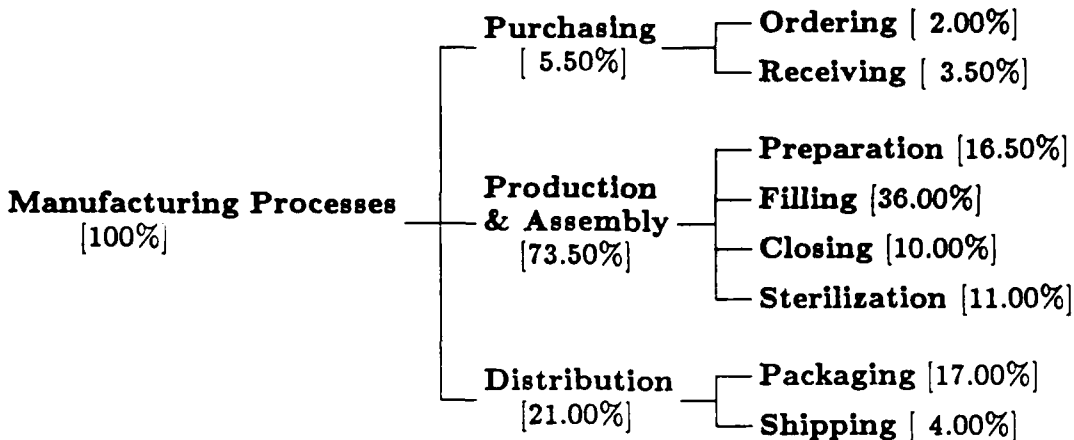 Manufacturing Processes
[100%]
Purchasing
[ 5.50%]
Ordering [ 2.00%]
Receiving [ 3.50%]
Production
& Assembly
[73.50%]
Preparation [16.50%]
Filling [36.00%]
Closing [10.00%]
Sterilization [11.00%]
Distribution
[21.00%]
Packaging [17.00%]
Shipping [ 4.00%]